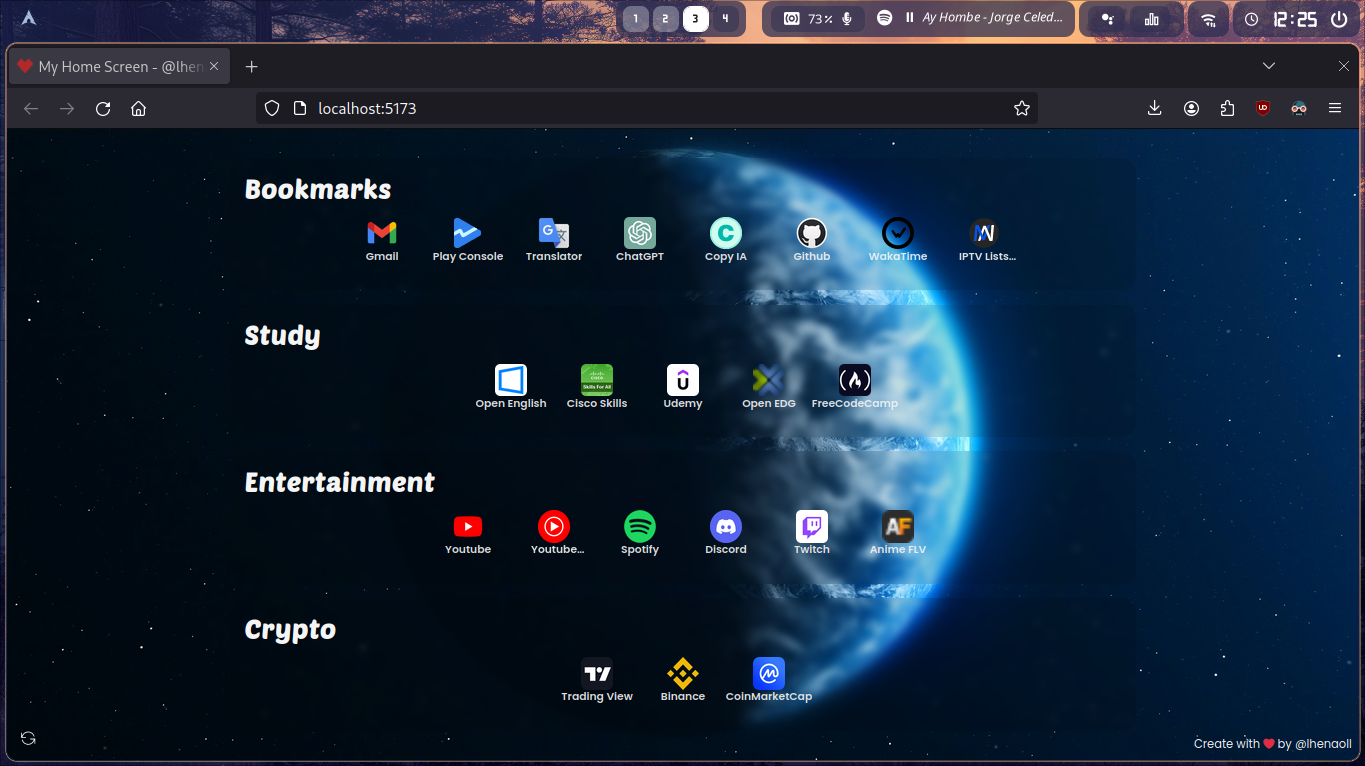 1 2 3 4 73% Ay Hombe - Jorge Celed... 12:25
My Home Screen - @lhen
localhost:5173
Bookmarks
Gmail Play Console Translator ChatGPT Copy IA Github WakaTime IPTV Lists...
Study
Open English Cisco Skills Udemy Open EDG FreeCodeCamp
Entertainment
Youtube Youtube... Spotify Discord Twitch Anime FLV
Crypto
Trading View Binance CoinMarketCap
Create with ❤ by @lhenaoll